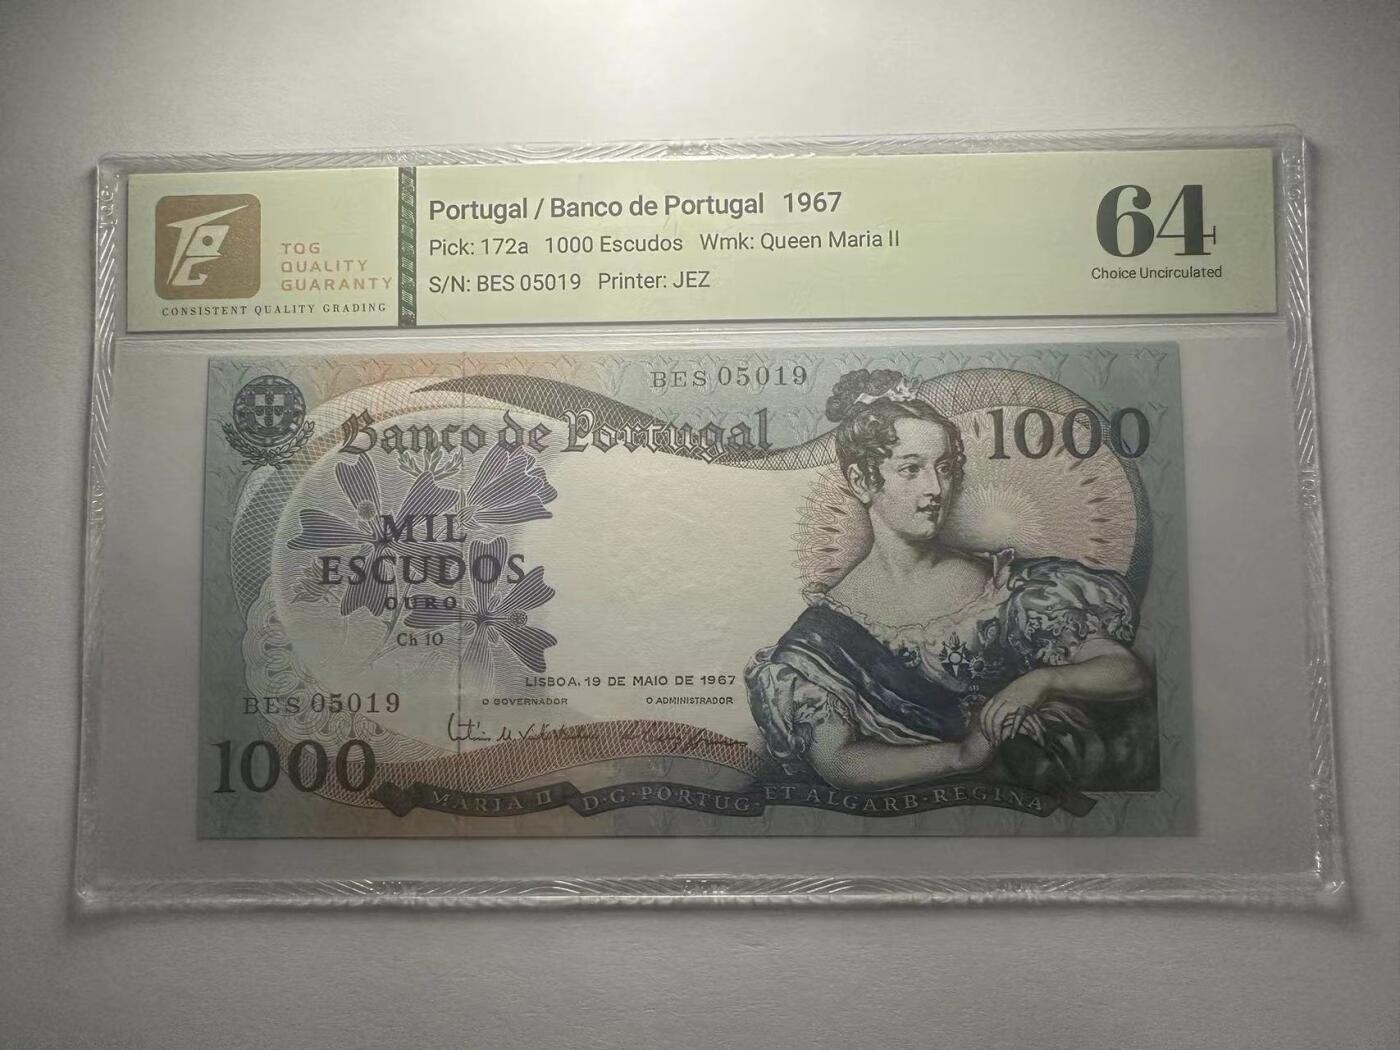 TQG
QUALITY
GUARANTY
CONSISTENT QUALITY GRADING
Portugal / Banco de Portugal 1967
Pick: 172a 1000 Escudos Wmk: Queen Maria II
S/N: BES 05019 Printer: JEZ
64
Choice Uncirculated
BES 05019
Banco de Portugal
1000
MIL
ESCUDOS
OURO
Ch 10
LISBOA, 19 DE MAIO DE 1967
O GOVERNADOR O ADMINISTRADOR
BES 05019
1000
MARIA II D·G·PORTUG·ET ALGARB·REGINA